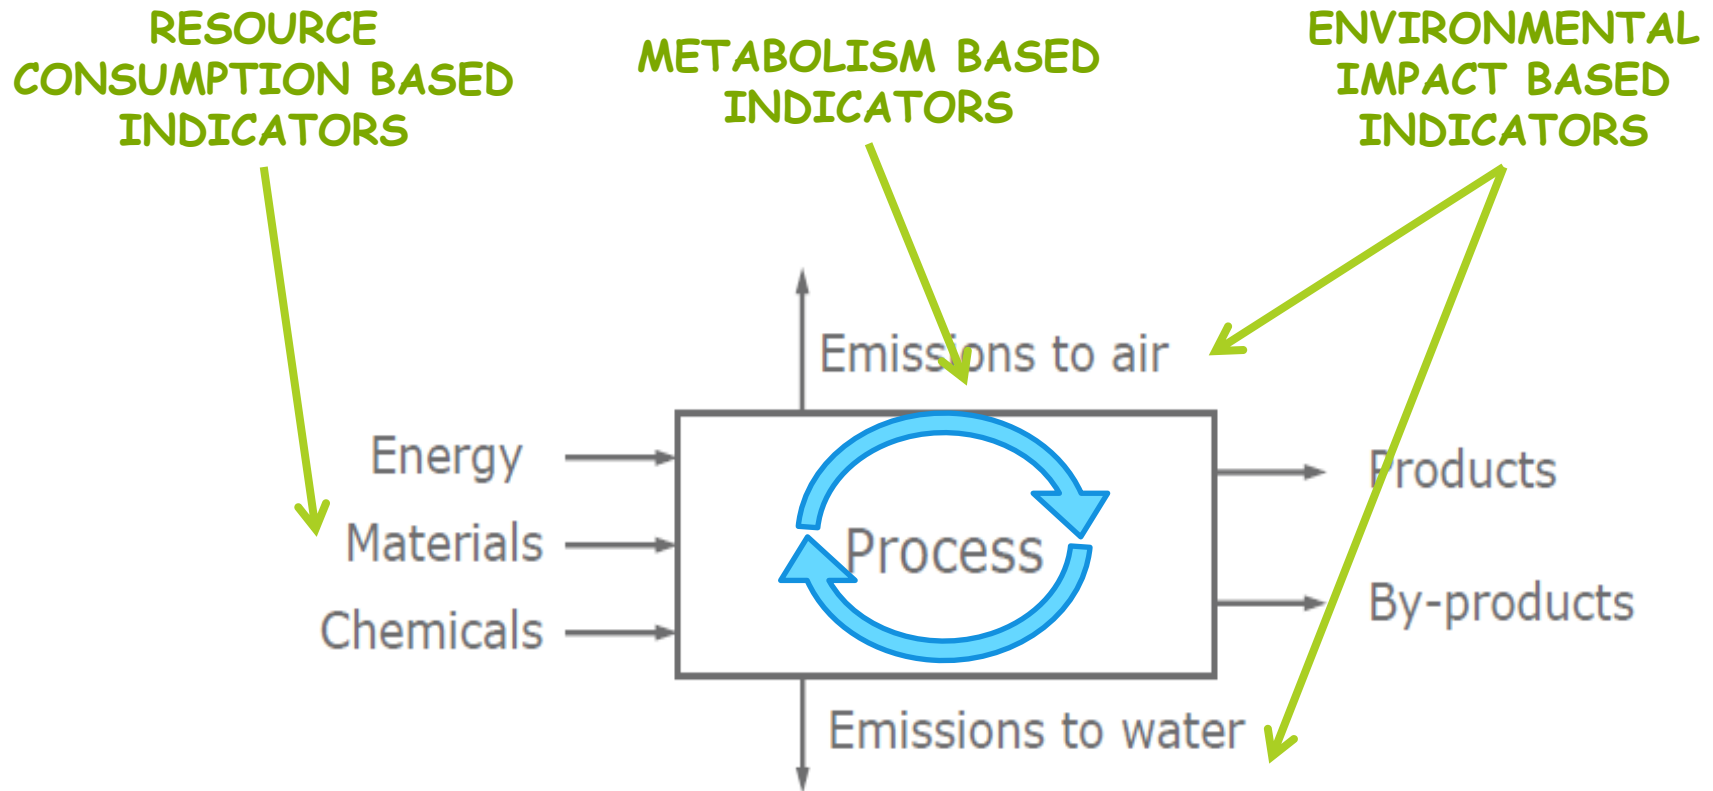 RESOURCE
CONSUMPTION BASED
INDICATORS
METABOLISM BASED
INDICATORS
ENVIRONMENTAL
IMPACT BASED
INDICATORS
Emissions to air
Energy
Materials
Chemicals
Process
Products
By-products
Emissions to water